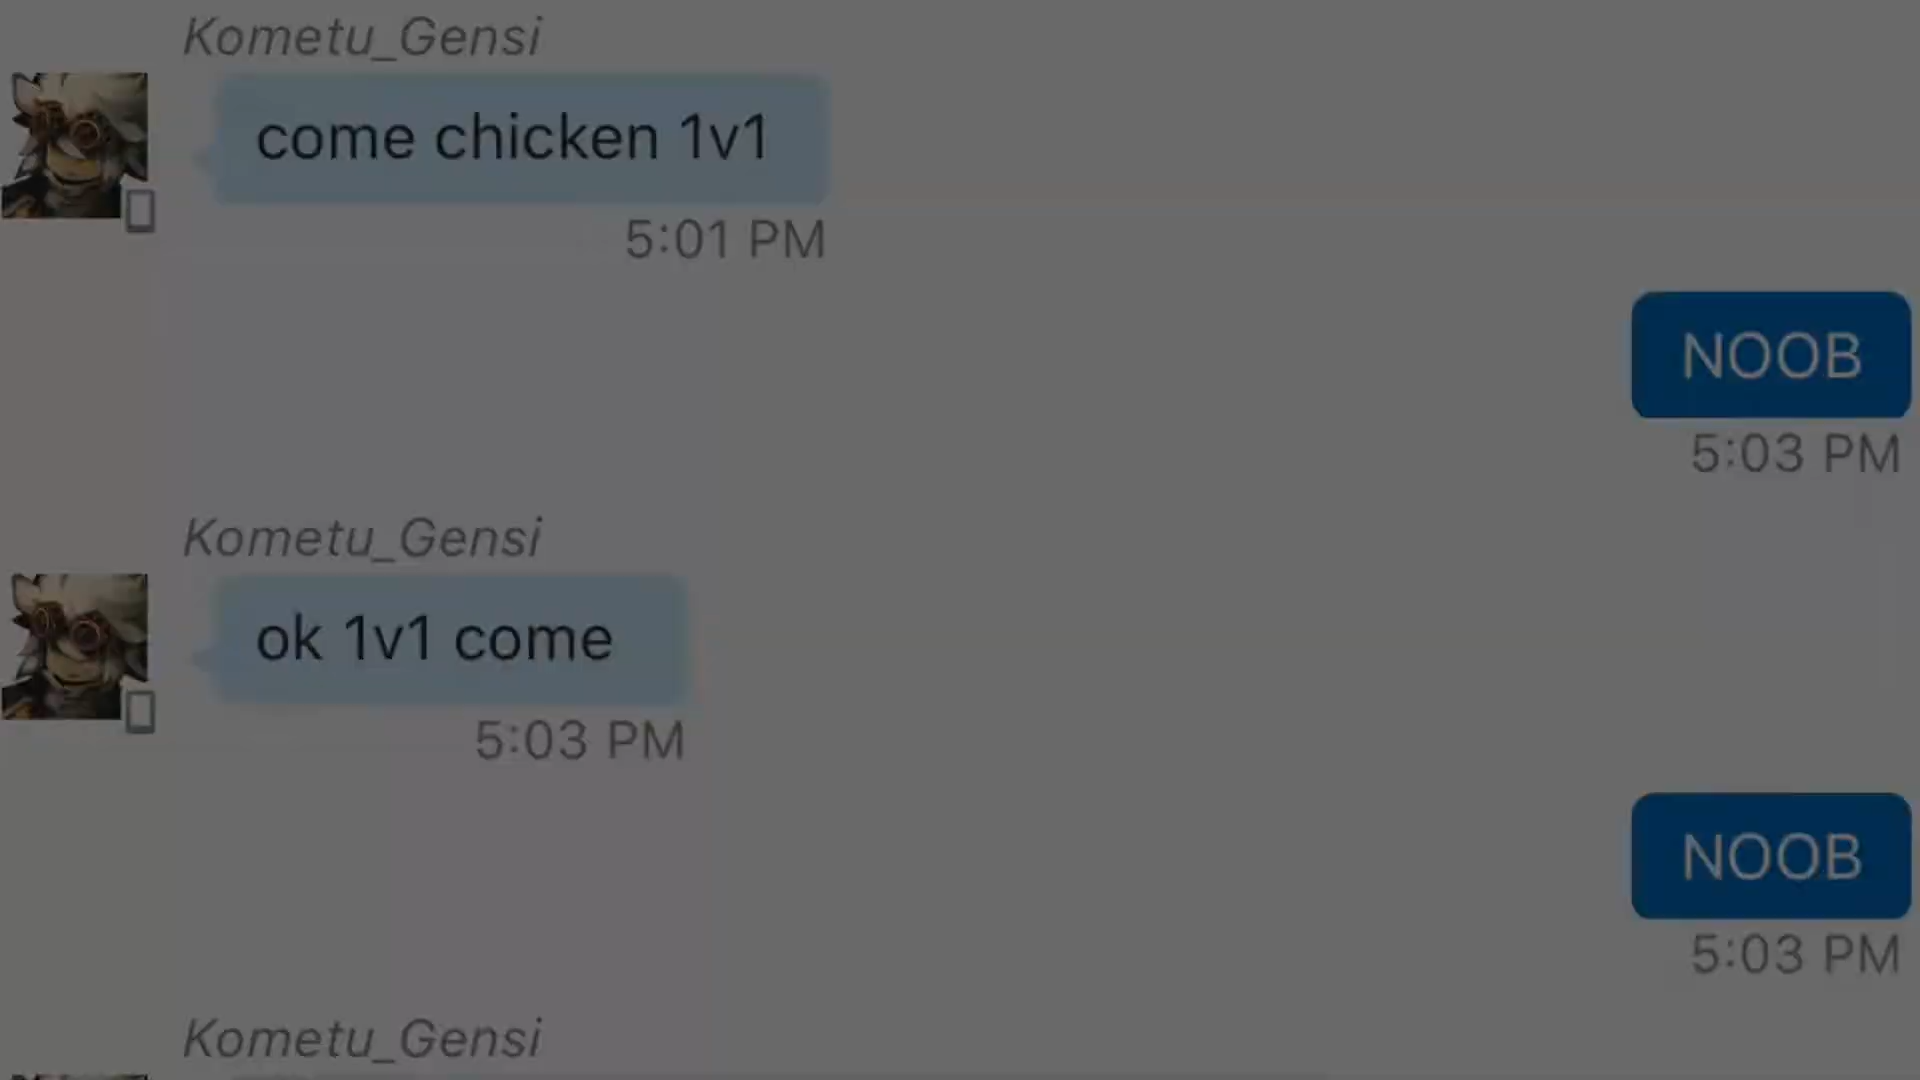 Kometu_Gensi
come chicken 1v1
5:01 PM
NOOB
5:03 PM
Kometu_Gensi
ok 1v1 come
5:03 PM
NOOB
5:03 PM
Kometu_Gensi